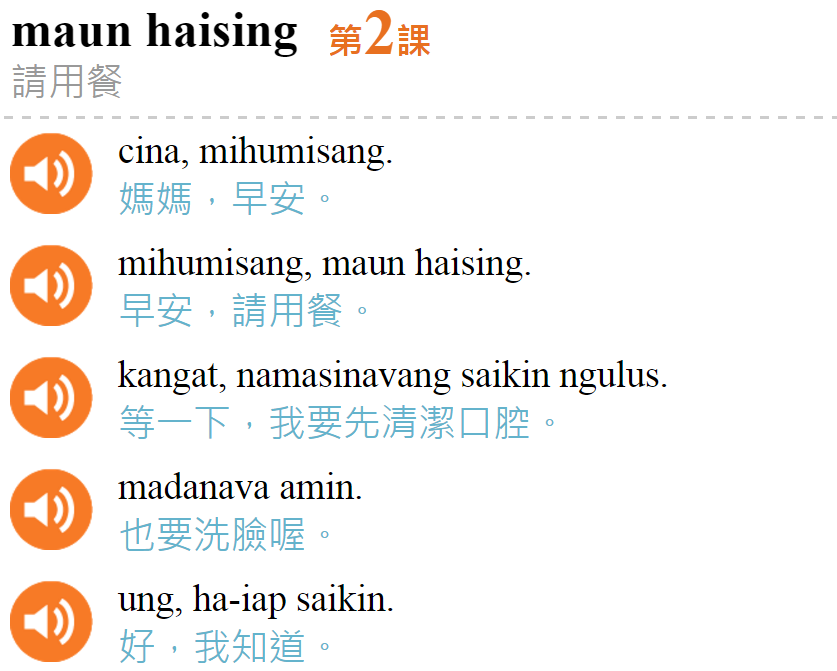 maun haising 第2課
請用餐
cina, mihumisang.
媽媽，早安。
mihumisang, maun haising.
早安，請用餐。
kangat, namasinavang saikin ngulus.
等一下，我要先清潔口腔。
madanava amin.
也要洗臉喔。
ung, ha-iap saikin.
好，我知道。